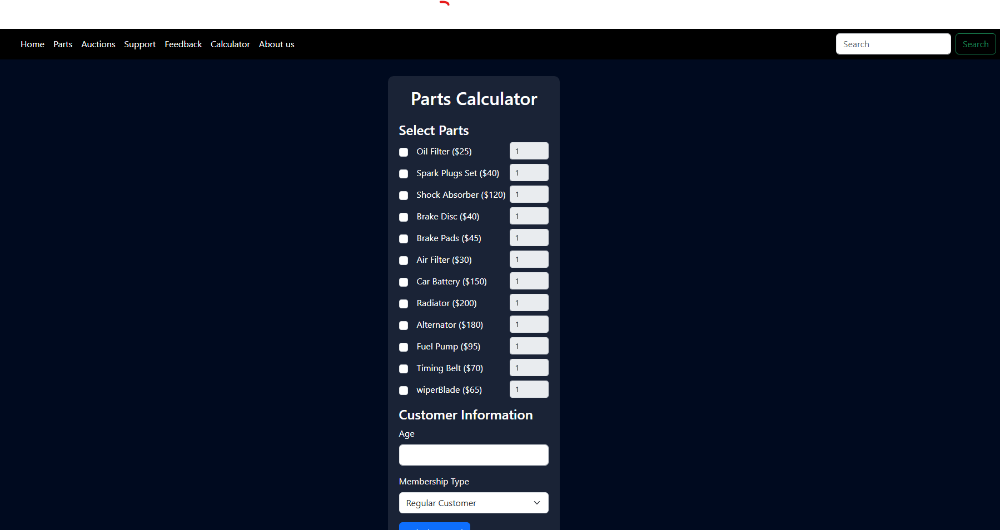 Home Parts Auctions Support Feedback Calculator About us Search Search
Parts Calculator
Select Parts
Oil Filter ($25) 1
Spark Plugs Set ($40) 1
Shock Absorber ($120) 1
Brake Disc ($40) 1
Brake Pads ($45) 1
Air Filter ($30) 1
Car Battery ($150) 1
Radiator ($200) 1
Alternator ($180) 1
Fuel Pump ($95) 1
Timing Belt ($70) 1
wiperBlade ($65) 1
Customer Information
Age
Membership Type
Regular Customer